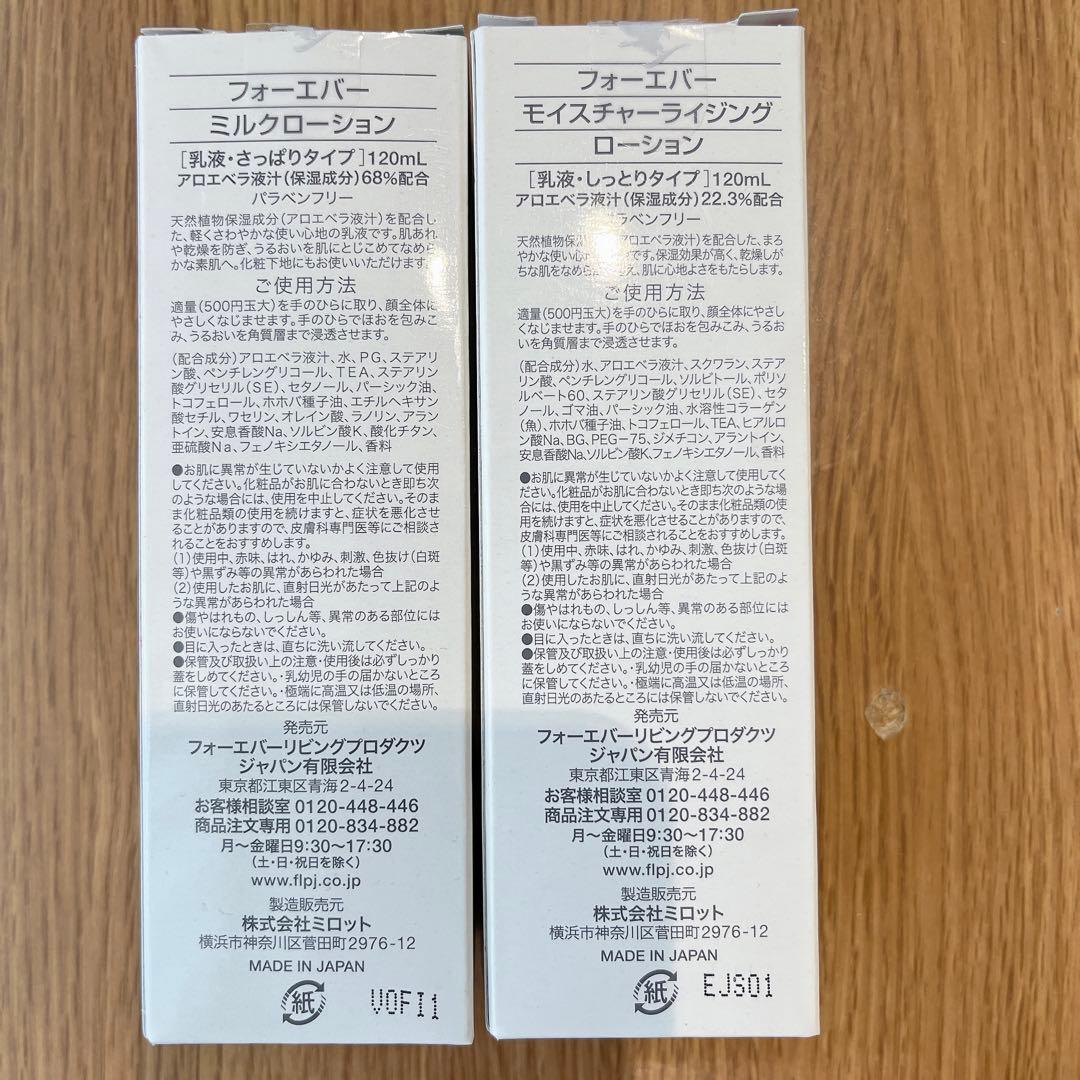 フォーエバー
ミルクローション
[乳液・さっぱりタイプ]120mL
アロエベラ液汁(保湿成分)68%配合
パラベンフリー
天然植物保湿成分(アロエベラ液汁)を配合し
た、軽くさわやかな使い心地の乳液です。肌あれ
や乾燥を防ぎ、うるおいを肌にとじこめてなめら
かな素肌へ。化粧下地にもお使いいただけます。
ご使用方法
適量(500円玉大)を手のひらに取り、顔全体に
やさしくなじませます。手のひらでほおを包みこ
み、うるおいを角質層まで浸透させます。
(配合成分)アロエベラ液汁、水、PG、ステアリ
ン酸、ペンチレングリコール、TEA、ステアリン
酸グリセリル(SE)、セタノール、パーシック油、
トコフェロール、ホホバ種子油、エチルヘキサン
酸セチル、ワセリン、オレイン酸、ラノリン、アラン
トイン、安息香酸Na、ソルビン酸K、酸化チタン、
亜硫酸Na、フェノキシエタノール、香料
●お肌に異常が生じていないかよく注意して使用
してください。化粧品がお肌に合わないとき即ち次
のような場合には、使用を中止してください。そのま
ま化粧品類の使用を続けますと、症状を悪化させ
ることがありますので、皮膚科専門医等にご相談さ
れることをおすすめします。
(1)使用中、赤味、はれ、かゆみ、刺激、色抜け(白斑
等)や黒ずみ等の異常があらわれた場合
(2)使用したお肌に、直射日光があたって上記のよ
うな異常があらわれた場合
●傷やはれもの、しっしん等、異常のある部位には
お使いにならないでください。
●目に入ったときは、直ちに洗い流してください。
●保管及び取扱い上の注意・使用後は必ずしっかり
蓋をしめてください。・乳幼児の手の届かないところ
に保管してください。・極端に高温又は低温の場所、
直射日光のあたるところには保管しないでください。
発売元
フォーエバーリビングプロダクツ
ジャパン有限会社
東京都江東区青海2-4-24
お客様相談室 0120-448-446
商品注文専用 0120-834-882
月〜金曜日9:30〜17:30
(土・日・祝日を除く)
www.flpj.co.jp
製造販売元
株式会社ミロット
横浜市神奈川区菅田町2976-12
MADE IN JAPAN
紙
VOFI1
フォーエバー
モイスチャーライジング
ローション
[乳液・しっとりタイプ]120mL
アロエベラ液汁(保湿成分)22.3%配合
パラベンフリー
天然植物保湿 アロエベラ液汁)を配合した、まろ
やかな使い心 です。保湿効果が高く、乾燥しが
ちな肌をなめら え、肌に心地よさをもたらします。
ご使用方法
適量(500円玉大)を手のひらに取り、顔全体にやさし
くなじませます。手のひらでほおを包みこみ、うるお
いを角質層まで浸透させます。
(配合成分)水、アロエベラ液汁、スクワラン、ステア
リン酸、ペンチレングリコール、ソルビトール、ポリソ
ルベート60、ステアリン酸グリセリル(SE)、セタ
ノール、ゴマ油、パーシック油、水溶性コラーゲン
(魚)、ホホバ種子油、トコフェロール、TEA、ヒアルロ
ン酸Na、BG、PEG-75、ジメチコン、アラントイン、
安息香酸Na、ソルビン酸K、フェノキシエタノール、香料
●お肌に異常が生じていないかよく注意して使用してく
ださい。化粧品がお肌に合わないとき即ち次のような場
合には、使用を中止してください。そのまま化粧品類の使用
を続けますと、症状を悪化させることがありますので、
皮膚科専門医等にご相談されることをおすすめします。
(1)使用中、赤味、はれ、かゆみ、刺激、色抜け(白斑
等)や黒ずみ等の異常があらわれた場合
(2)使用したお肌に、直射日光があたって上記のよ
うな異常があらわれた場合
●傷やはれもの、しっしん等、異常のある部位には
お使いにならないでください。
●目に入ったときは、直ちに洗い流してください。
●保管及び取扱い上の注意・使用後は必ずしっかり
蓋をしめてください。・乳幼児の手の届かないところ
に保管してください。・極端に高温又は低温の場所、
直射日光のあたるところには保管しないでください。
発売元
フォーエバーリビングプロダクツ
ジャパン有限会社
東京都江東区青海2-4-24
お客様相談室 0120-448-446
商品注文専用 0120-834-882
月〜金曜日9:30〜17:30
(土・日・祝日を除く)
www.flpj.co.jp
製造販売元
株式会社ミロット
横浜市神奈川区菅田町2976-12
MADE IN JAPAN
紙
EJS01